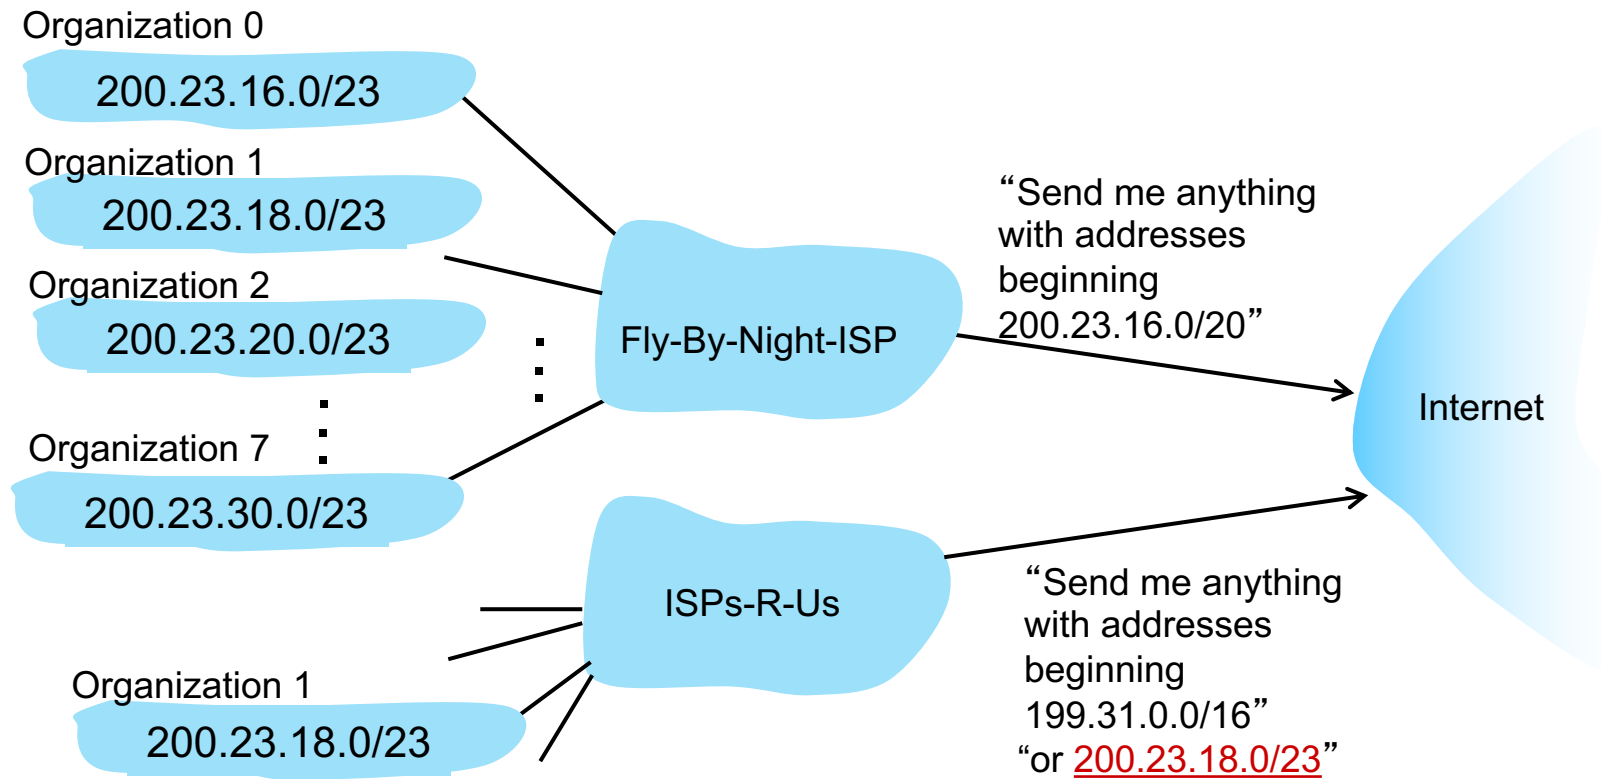 Organization 0
200.23.16.0/23
Organization 1
200.23.18.0/23
Organization 2
200.23.20.0/23
Organization 7
200.23.30.0/23
Fly-By-Night-ISP
“Send me anything
with addresses
beginning
200.23.16.0/20”
Internet
ISPs-R-Us
Organization 1
200.23.18.0/23
“Send me anything
with addresses
beginning
199.31.0.0/16”
“or 200.23.18.0/23”